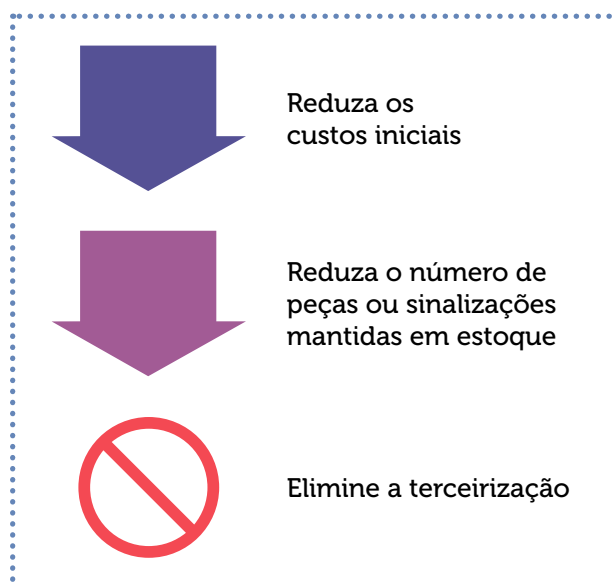 Reduza os
custos iniciais
Reduza o número de
peças ou sinalizações
mantidas em estoque
Elimine a terceirização